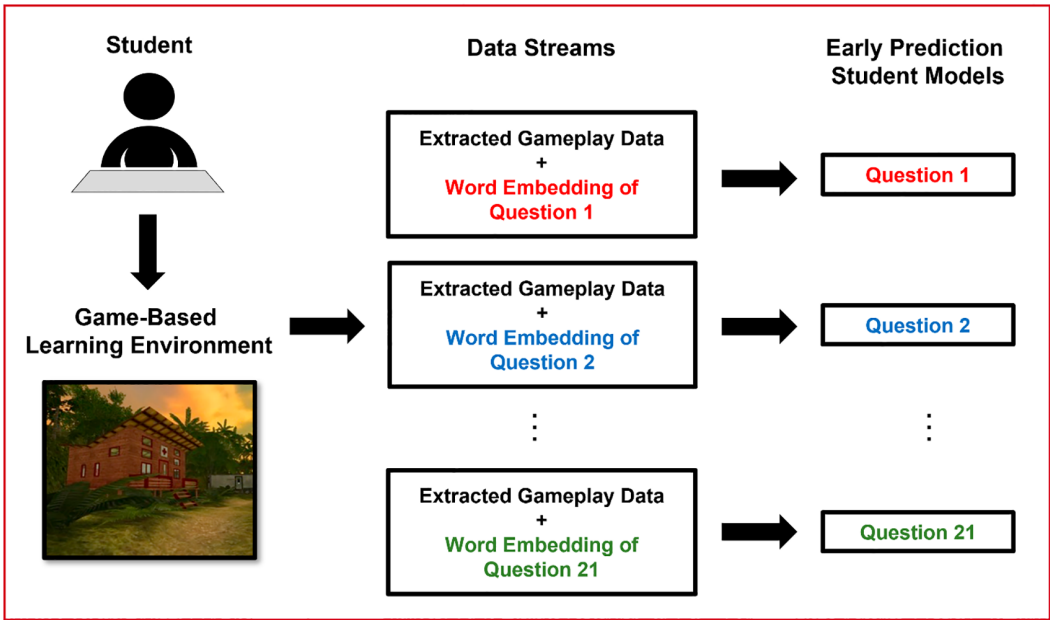 Student
Game-Based
Learning Environment
Data Streams
Extracted Gameplay Data
+
Word Embedding of
Question 1
Extracted Gameplay Data
+
Word Embedding of
Question 2
⋮
Extracted Gameplay Data
+
Word Embedding of
Question 21
Early Prediction
Student Models
Question 1
Question 2
⋮
Question 21